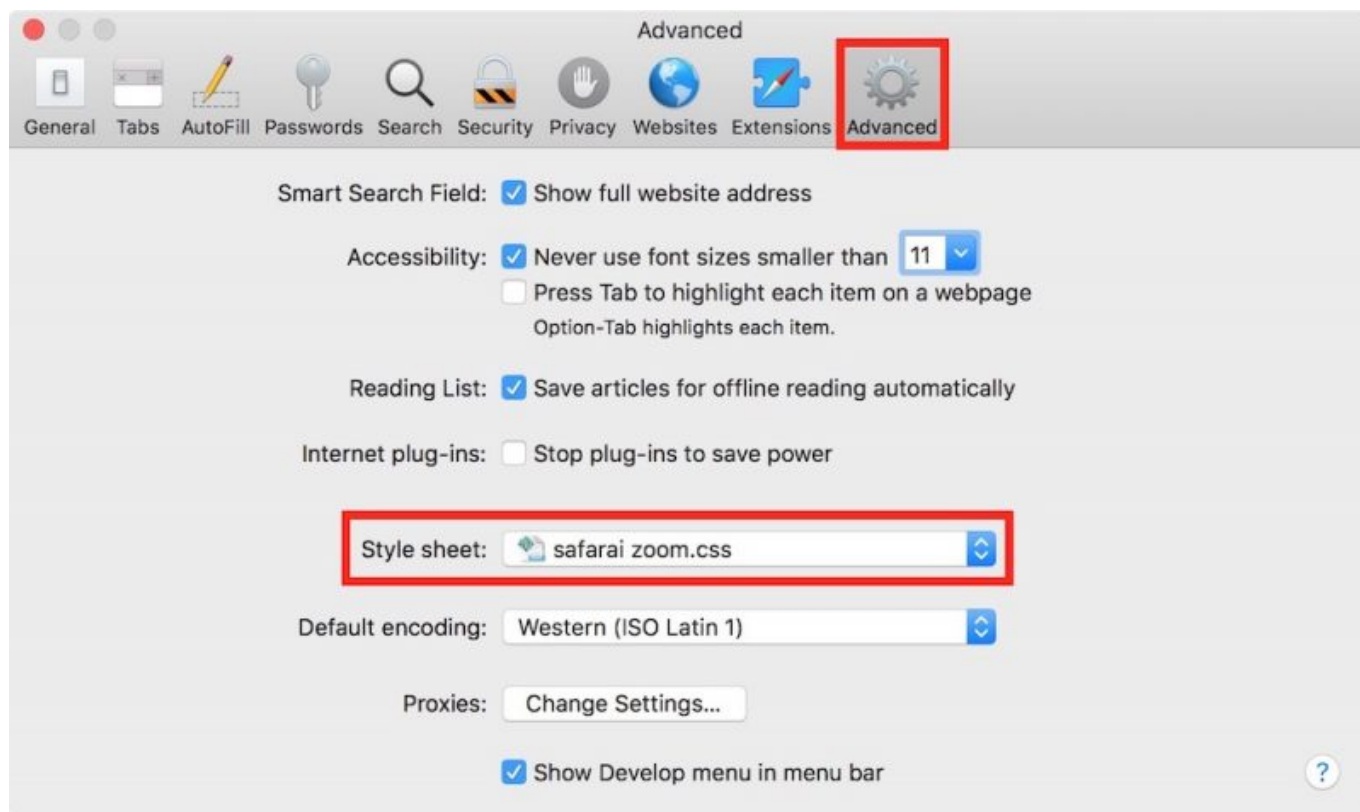 Advanced
General Tabs AutoFill Passwords Search Security Privacy Websites Extensions Advanced
Smart Search Field: Show full website address
Accessibility: Never use font sizes smaller than 11
Press Tab to highlight each item on a webpage
Option-Tab highlights each item.
Reading List: Save articles for offline reading automatically
Internet plug-ins: Stop plug-ins to save power
Style sheet: safarai zoom.css
Default encoding: Western (ISO Latin 1)
Proxies: Change Settings...
Show Develop menu in menu bar
?